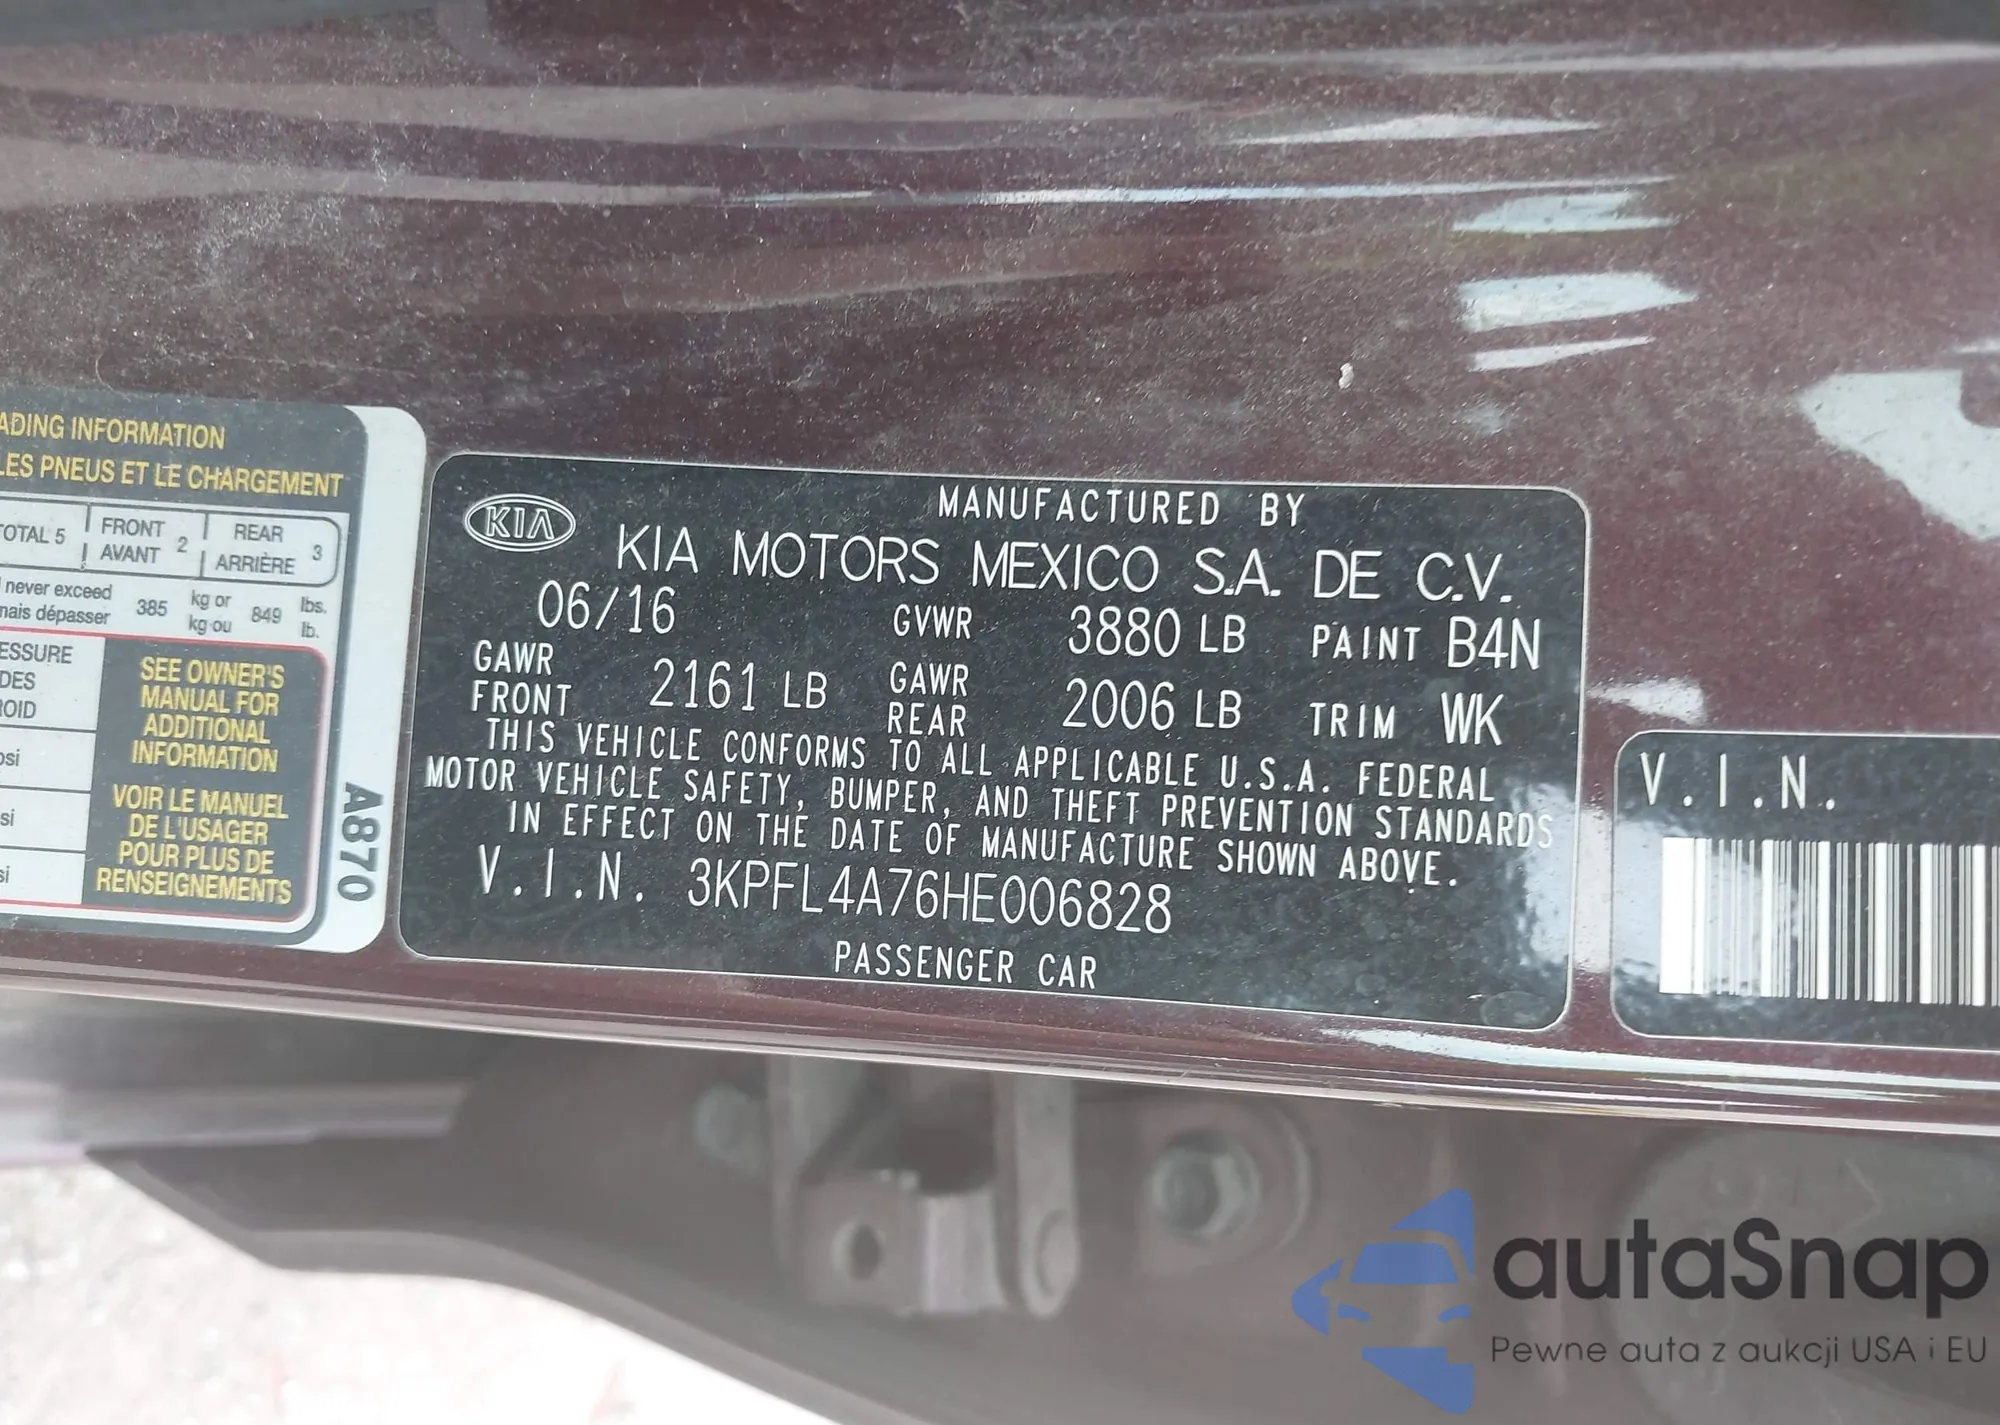 ADING INFORMATION
LES PNEUS ET LE CHARGEMENT
TOTAL 5 FRONT AVANT 2 REAR ARRIÈRE 3
never exceed
mais dépasser 385 kg or kg ou 849 lbs. lb.
ESSURE
DES
ROID
psi
si
si
SEE OWNER'S
MANUAL FOR
ADDITIONAL
INFORMATION
VOIR LE MANUEL
DE L'USAGER
POUR PLUS DE
RENSEIGNEMENTS
A870
KIA
MANUFACTURED BY
KIA MOTORS MEXICO S.A. DE C.V.
06/16 GVWR 3880 LB PAINT B4N
GAWR FRONT 2161 LB GAWR REAR 2006 LB TRIM WK
THIS VEHICLE CONFORMS TO ALL APPLICABLE U.S.A. FEDERAL
MOTOR VEHICLE SAFETY, BUMPER, AND THEFT PREVENTION STANDARDS
IN EFFECT ON THE DATE OF MANUFACTURE SHOWN ABOVE.
V.I.N. 3KPFL4A76HE006828
PASSENGER CAR
V.I.N.
autaSnap
Pewne auta z aukcji USA i EU